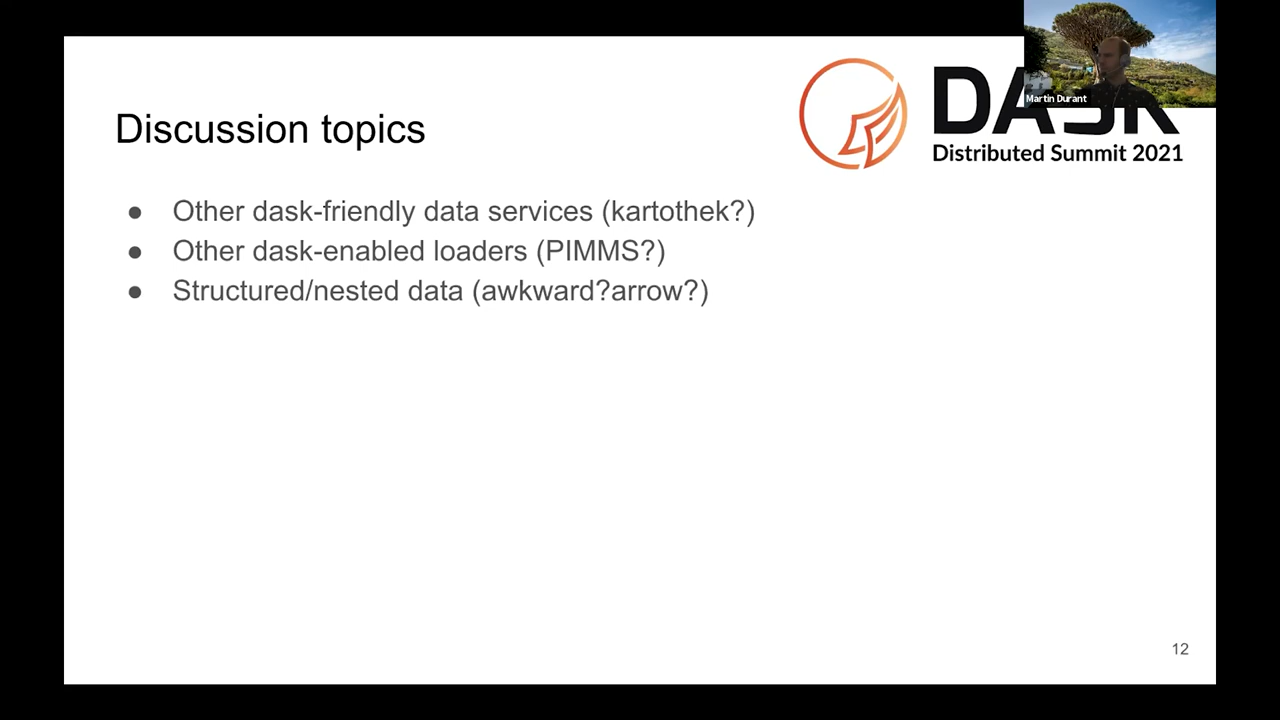 Martin Durant
DASK
Distributed Summit 2021
Discussion topics
● Other dask-friendly data services (kartothek?)
● Other dask-enabled loaders (PIMMS?)
● Structured/nested data (awkward?arrow?)
12